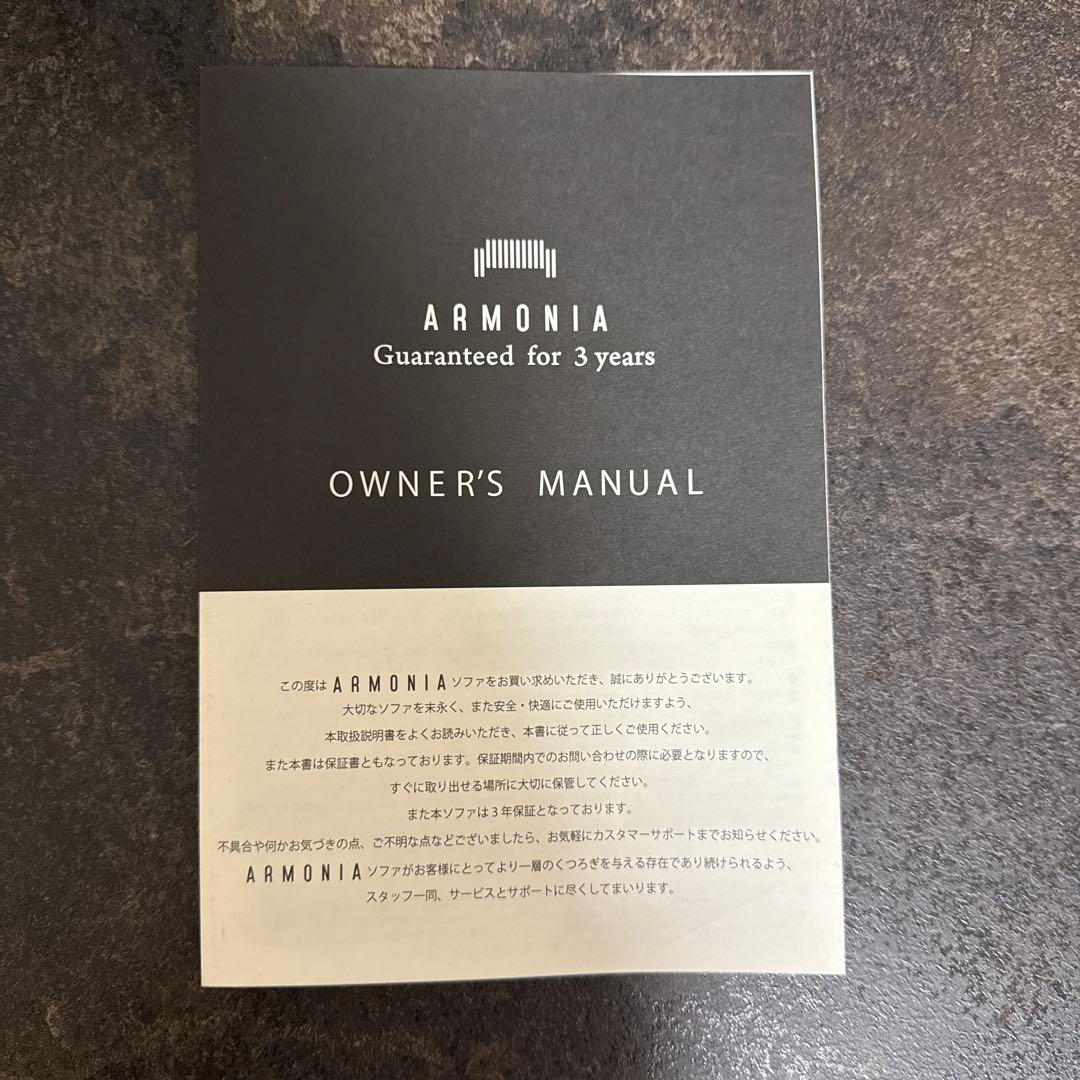 ARMONIA
Guaranteed for 3 years
OWNER'S MANUAL
この度は ARMONIA ソファをお買い求めいただき、誠にありがとうございます。
大切なソファを末永く、また安全・快適にご使用いただけますよう、
本取扱説明書をよくお読みいただき、本書に従って正しくご使用ください。
また本書は保証書ともなっております。保証期間内でのお問い合わせの際に必要となりますので、
すぐに取り出せる場所に大切に保管してください。
また本ソファは3年保証となっております。
不具合や何かお気づきの点、ご不明な点などございましたら、お気軽にカスタマーサポートまでお知らせください。
ARMONIA ソファがお客様にとってより一層のくつろぎを与える存在であり続けられるよう、
スタッフ一同、サービスとサポートに尽くしてまいります。